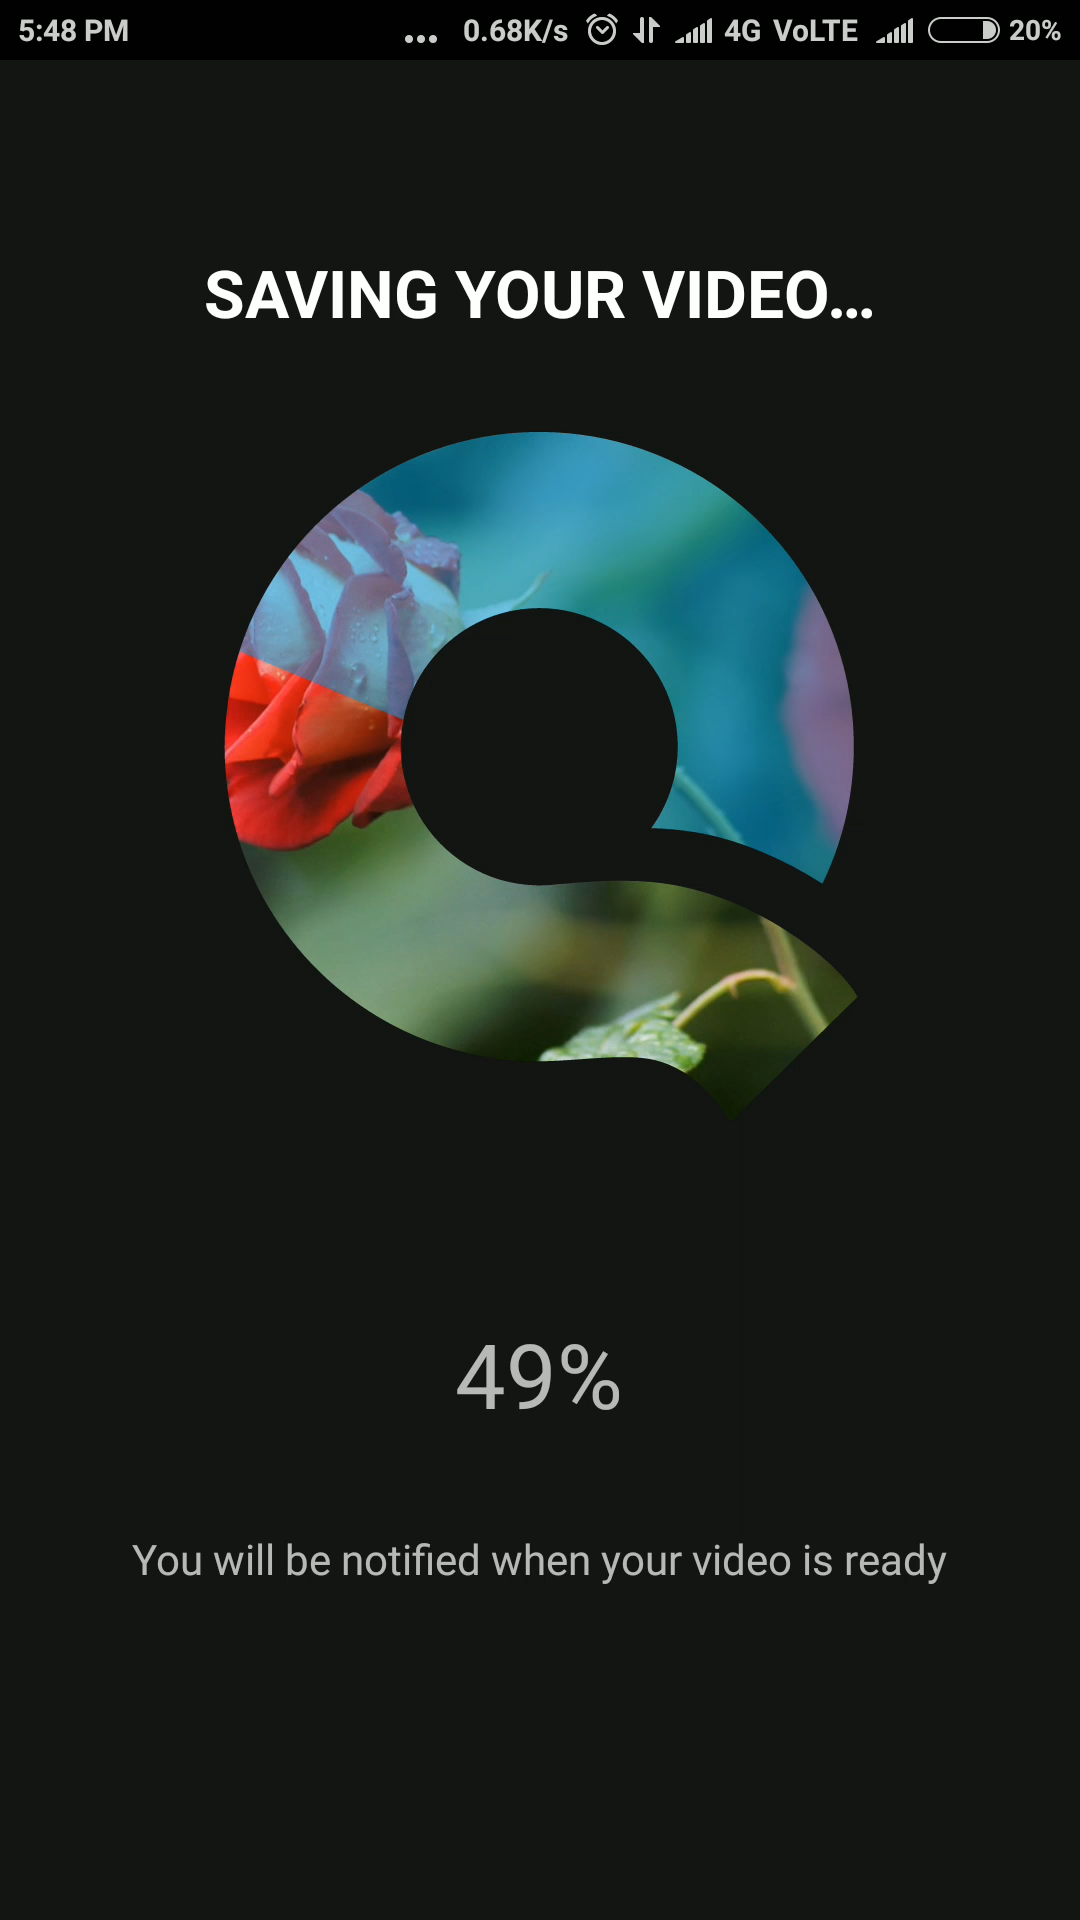 5:48 PM ... 0.68K/s 4G VoLTE 20%
SAVING YOUR VIDEO...
49%
You will be notified when your video is ready